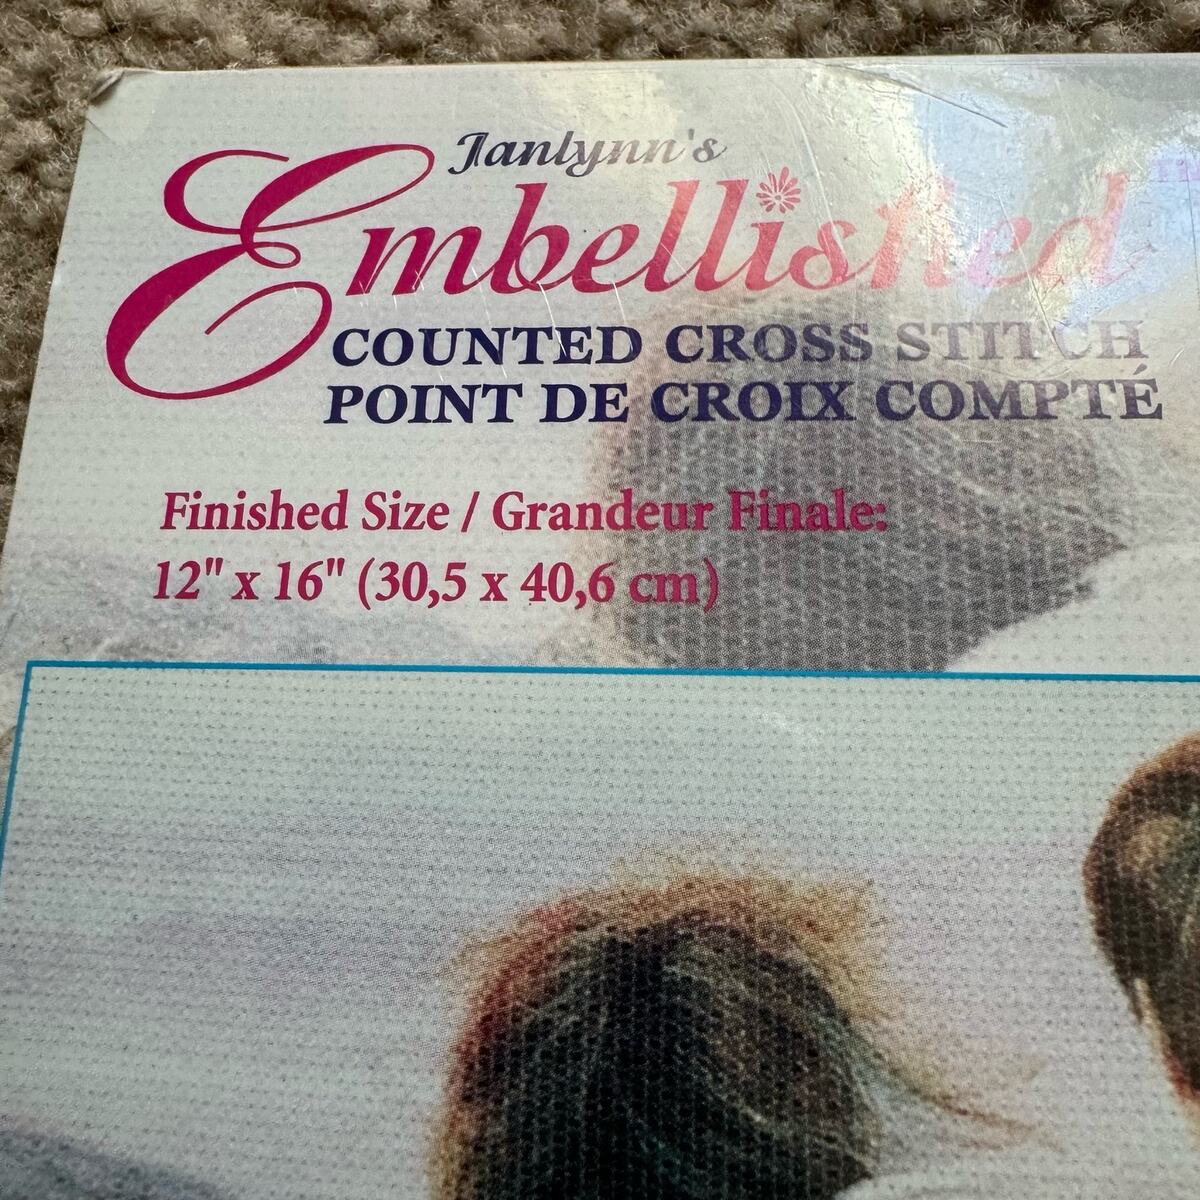 Janlynn's
Embellished™
COUNTED CROSS STITCH
POINT DE CROIX COMPTÉ
Finished Size / Grandeur Finale:
12" x 16" (30,5 x 40,6 cm)